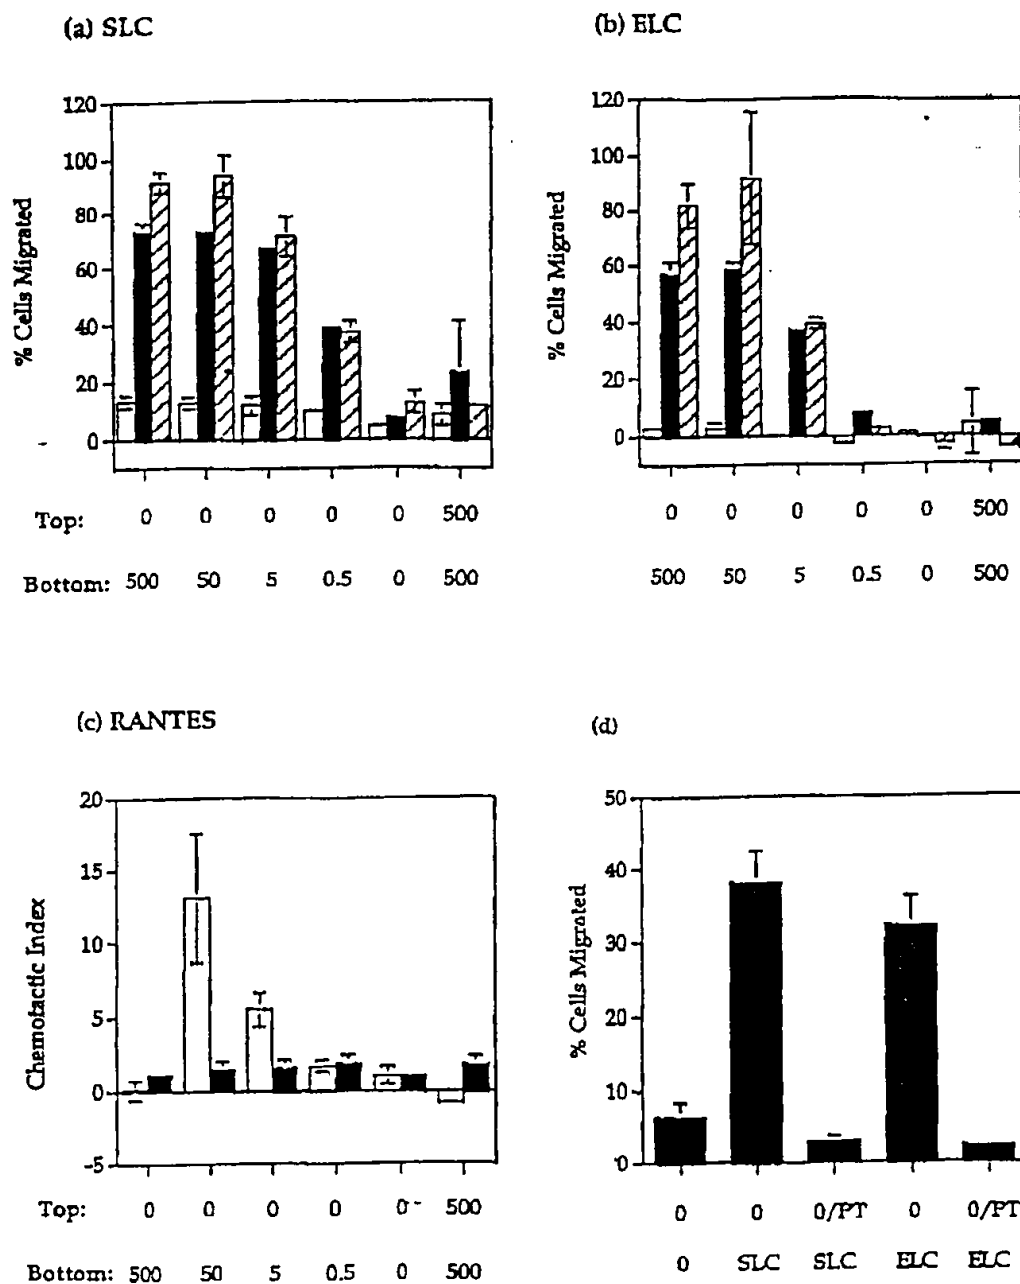 (a) SLC
(b) ELC
120
100
80
60
40
20
0
% Cells Migrated
Top: 0 0 0 0 0 500
Bottom: 500 50 5 0.5 0 500
120
100
80
60
40
20
0
% Cells Migrated
0 0 0 0 0 500
500 50 5 0.5 0 500
(c) RANTES
(d)
20
15
10
5
0
-5
Chemotactic Index
Top: 0 0 0 0 0 500
Bottom: 500 50 5 0.5 0 500
50
40
30
20
10
0
% Cells Migrated
0 0 0/PT 0 0/PT
0 SLC SLC ELC ELC